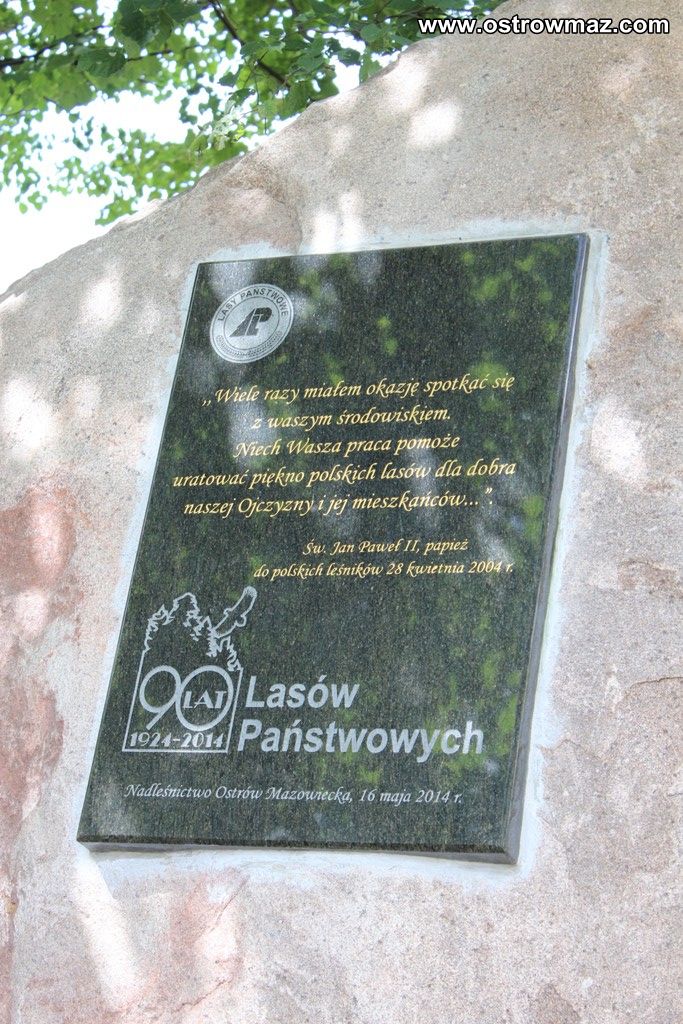 www.ostrowmaz.com
LASY PAŃSTWOWE
,,Wiele razy miałem okazję spotkać się
z waszym środowiskiem.
Niech Wasza praca pomoże
uratować piękno polskich lasów dla dobra
naszej Ojczyzny i jej mieszkańców...".
Św. Jan Paweł II, papież
do polskich leśników 28 kwietnia 2004 r.
90 LAT
1924-2014
Lasów
Państwowych
Nadleśnictwo Ostrów Mazowiecka, 16 maja 2014 r.